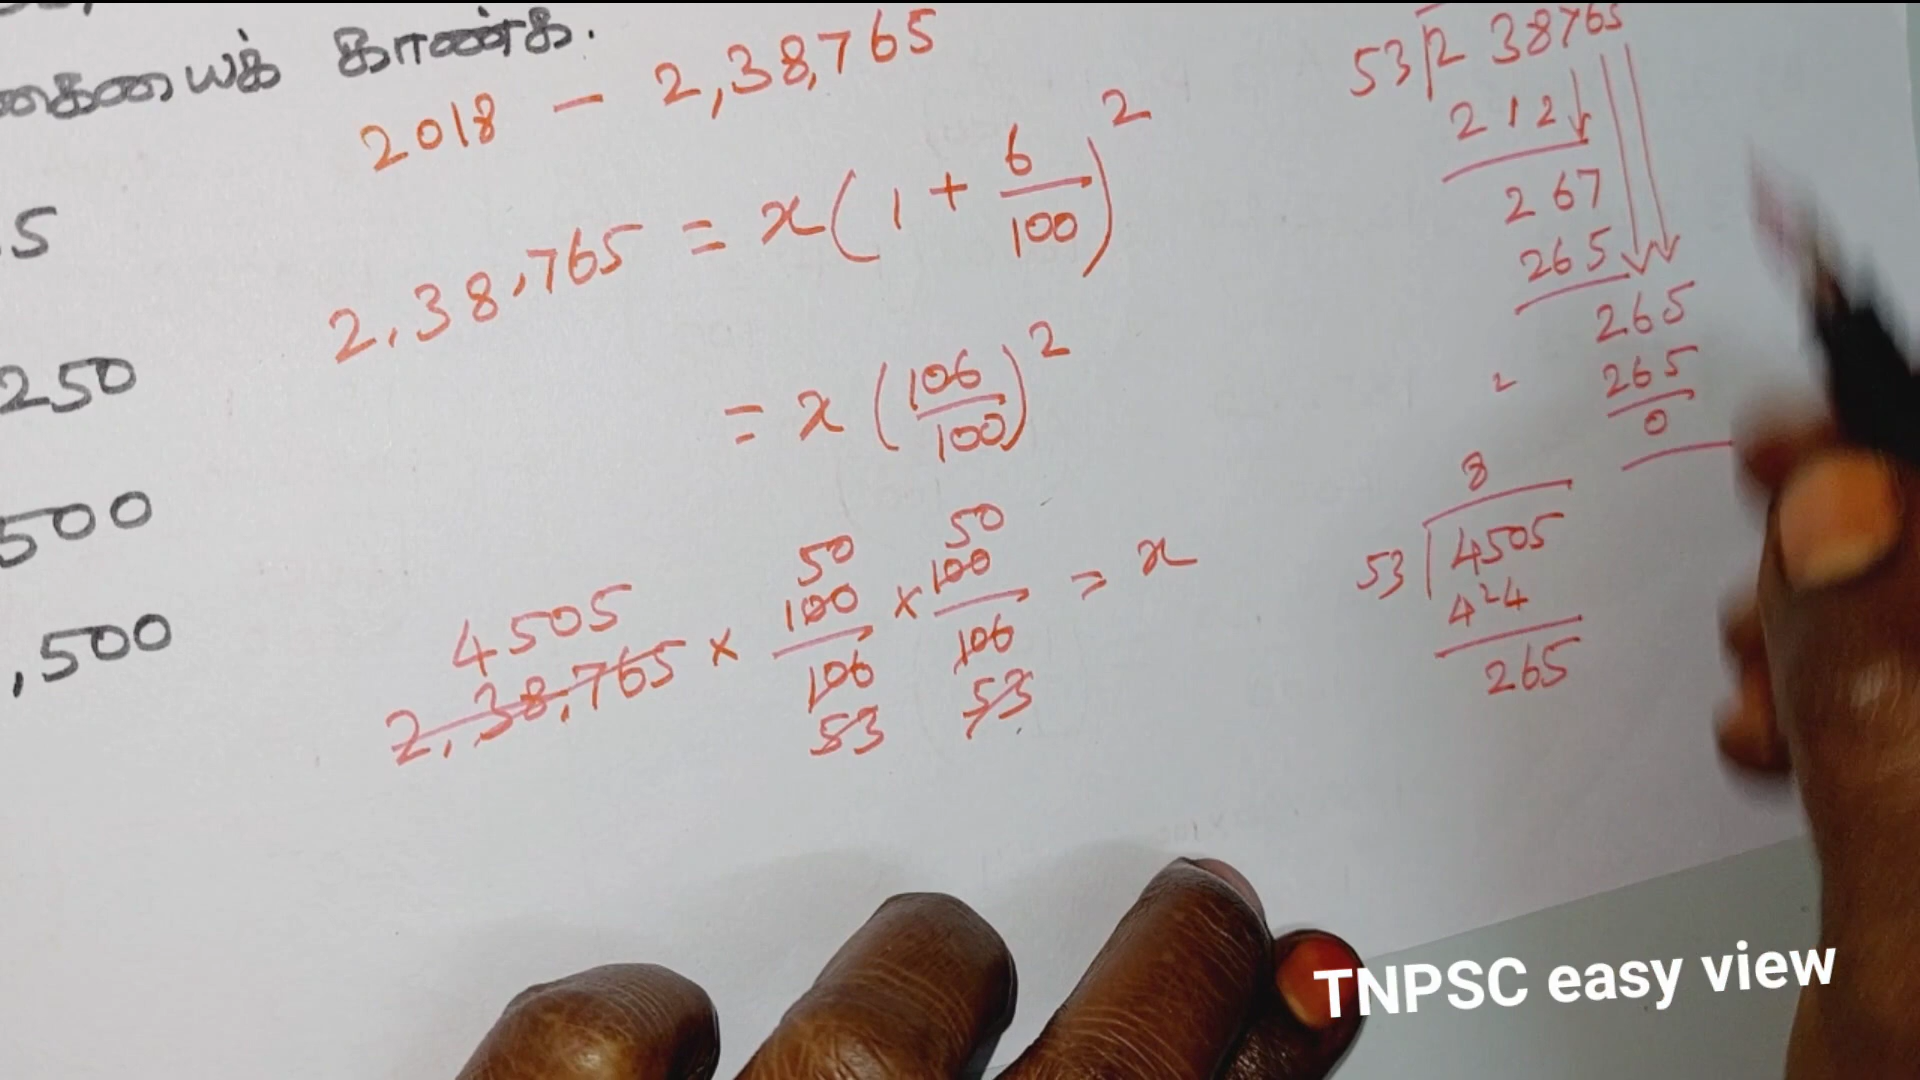 காண்க.
2018 - 2,38,765
2,38,765 = x(1 + 6/100)²
= x(106/100)²
50 50
4505 100 100
2,38,765 × 106 × 106 = x
53 53
.5
250
500
,500
53 238765
212
267
265
265
265
0
8
53 4505
424
265
TNPSC easy view